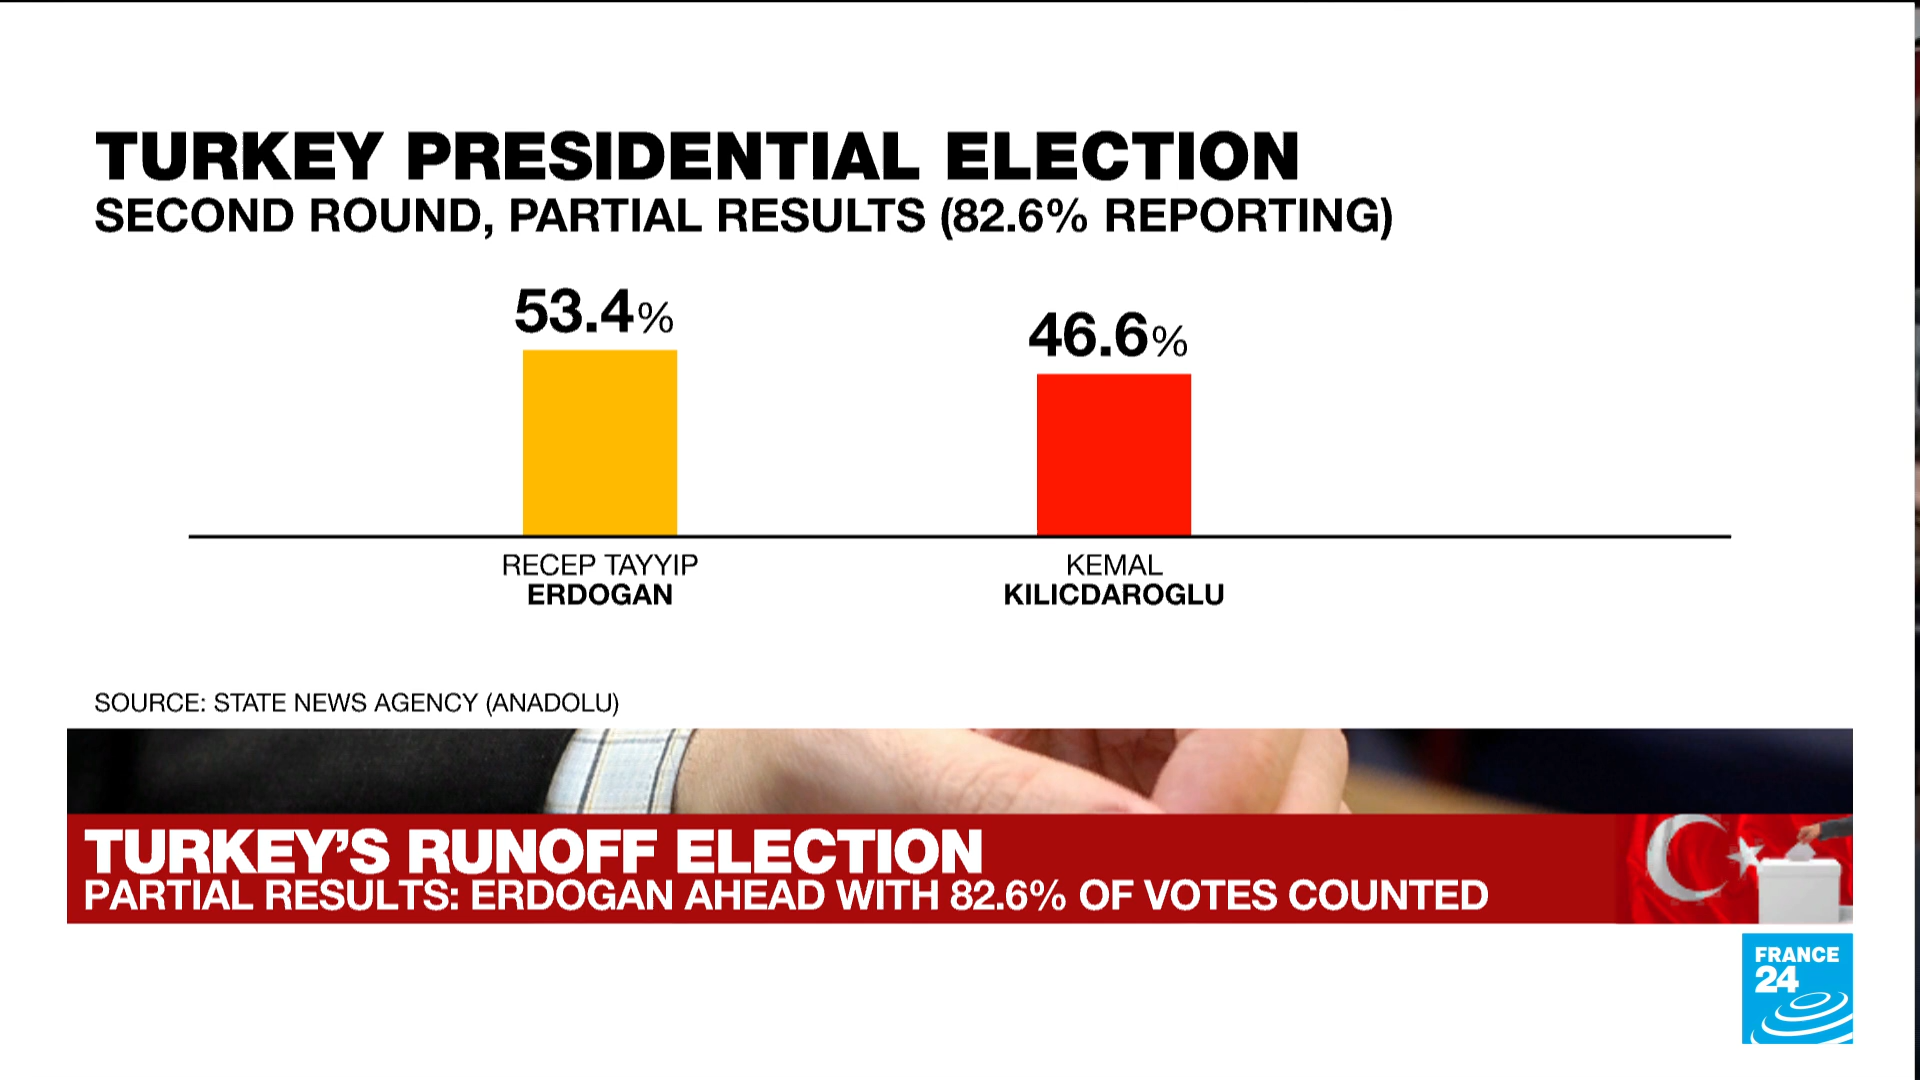 TURKEY PRESIDENTIAL ELECTION
SECOND ROUND, PARTIAL RESULTS (82.6% REPORTING)
53.4%
46.6%
RECEP TAYYIP
ERDOGAN
KEMAL
KILICDAROGLU
SOURCE: STATE NEWS AGENCY (ANADOLU)
TURKEY'S RUNOFF ELECTION
PARTIAL RESULTS: ERDOGAN AHEAD WITH 82.6% OF VOTES COUNTED
FRANCE
24